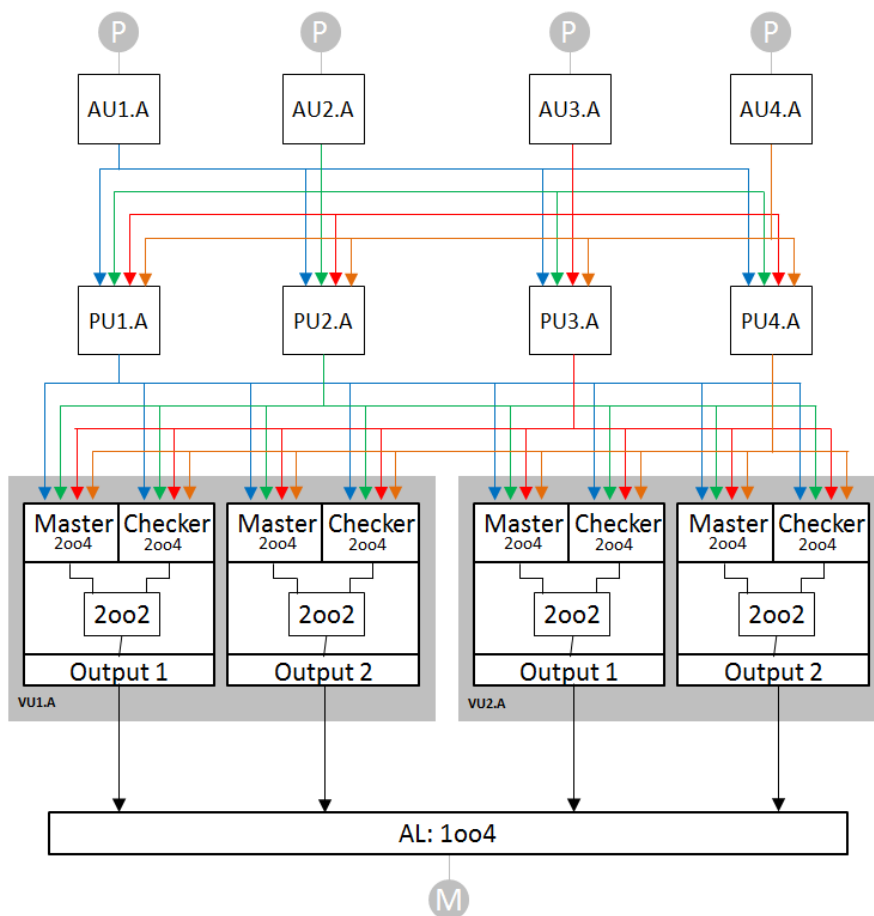 P P P P
AU1.A AU2.A AU3.A AU4.A
PU1.A PU2.A PU3.A PU4.A
Master Checker Master Checker Master Checker Master Checker
2oo4 2oo4 2oo4 2oo4 2oo4 2oo4 2oo4 2oo4
2oo2 2oo2 2oo2 2oo2
Output 1 Output 2 Output 1 Output 2
VU1.A VU2.A
AL: 1oo4
M